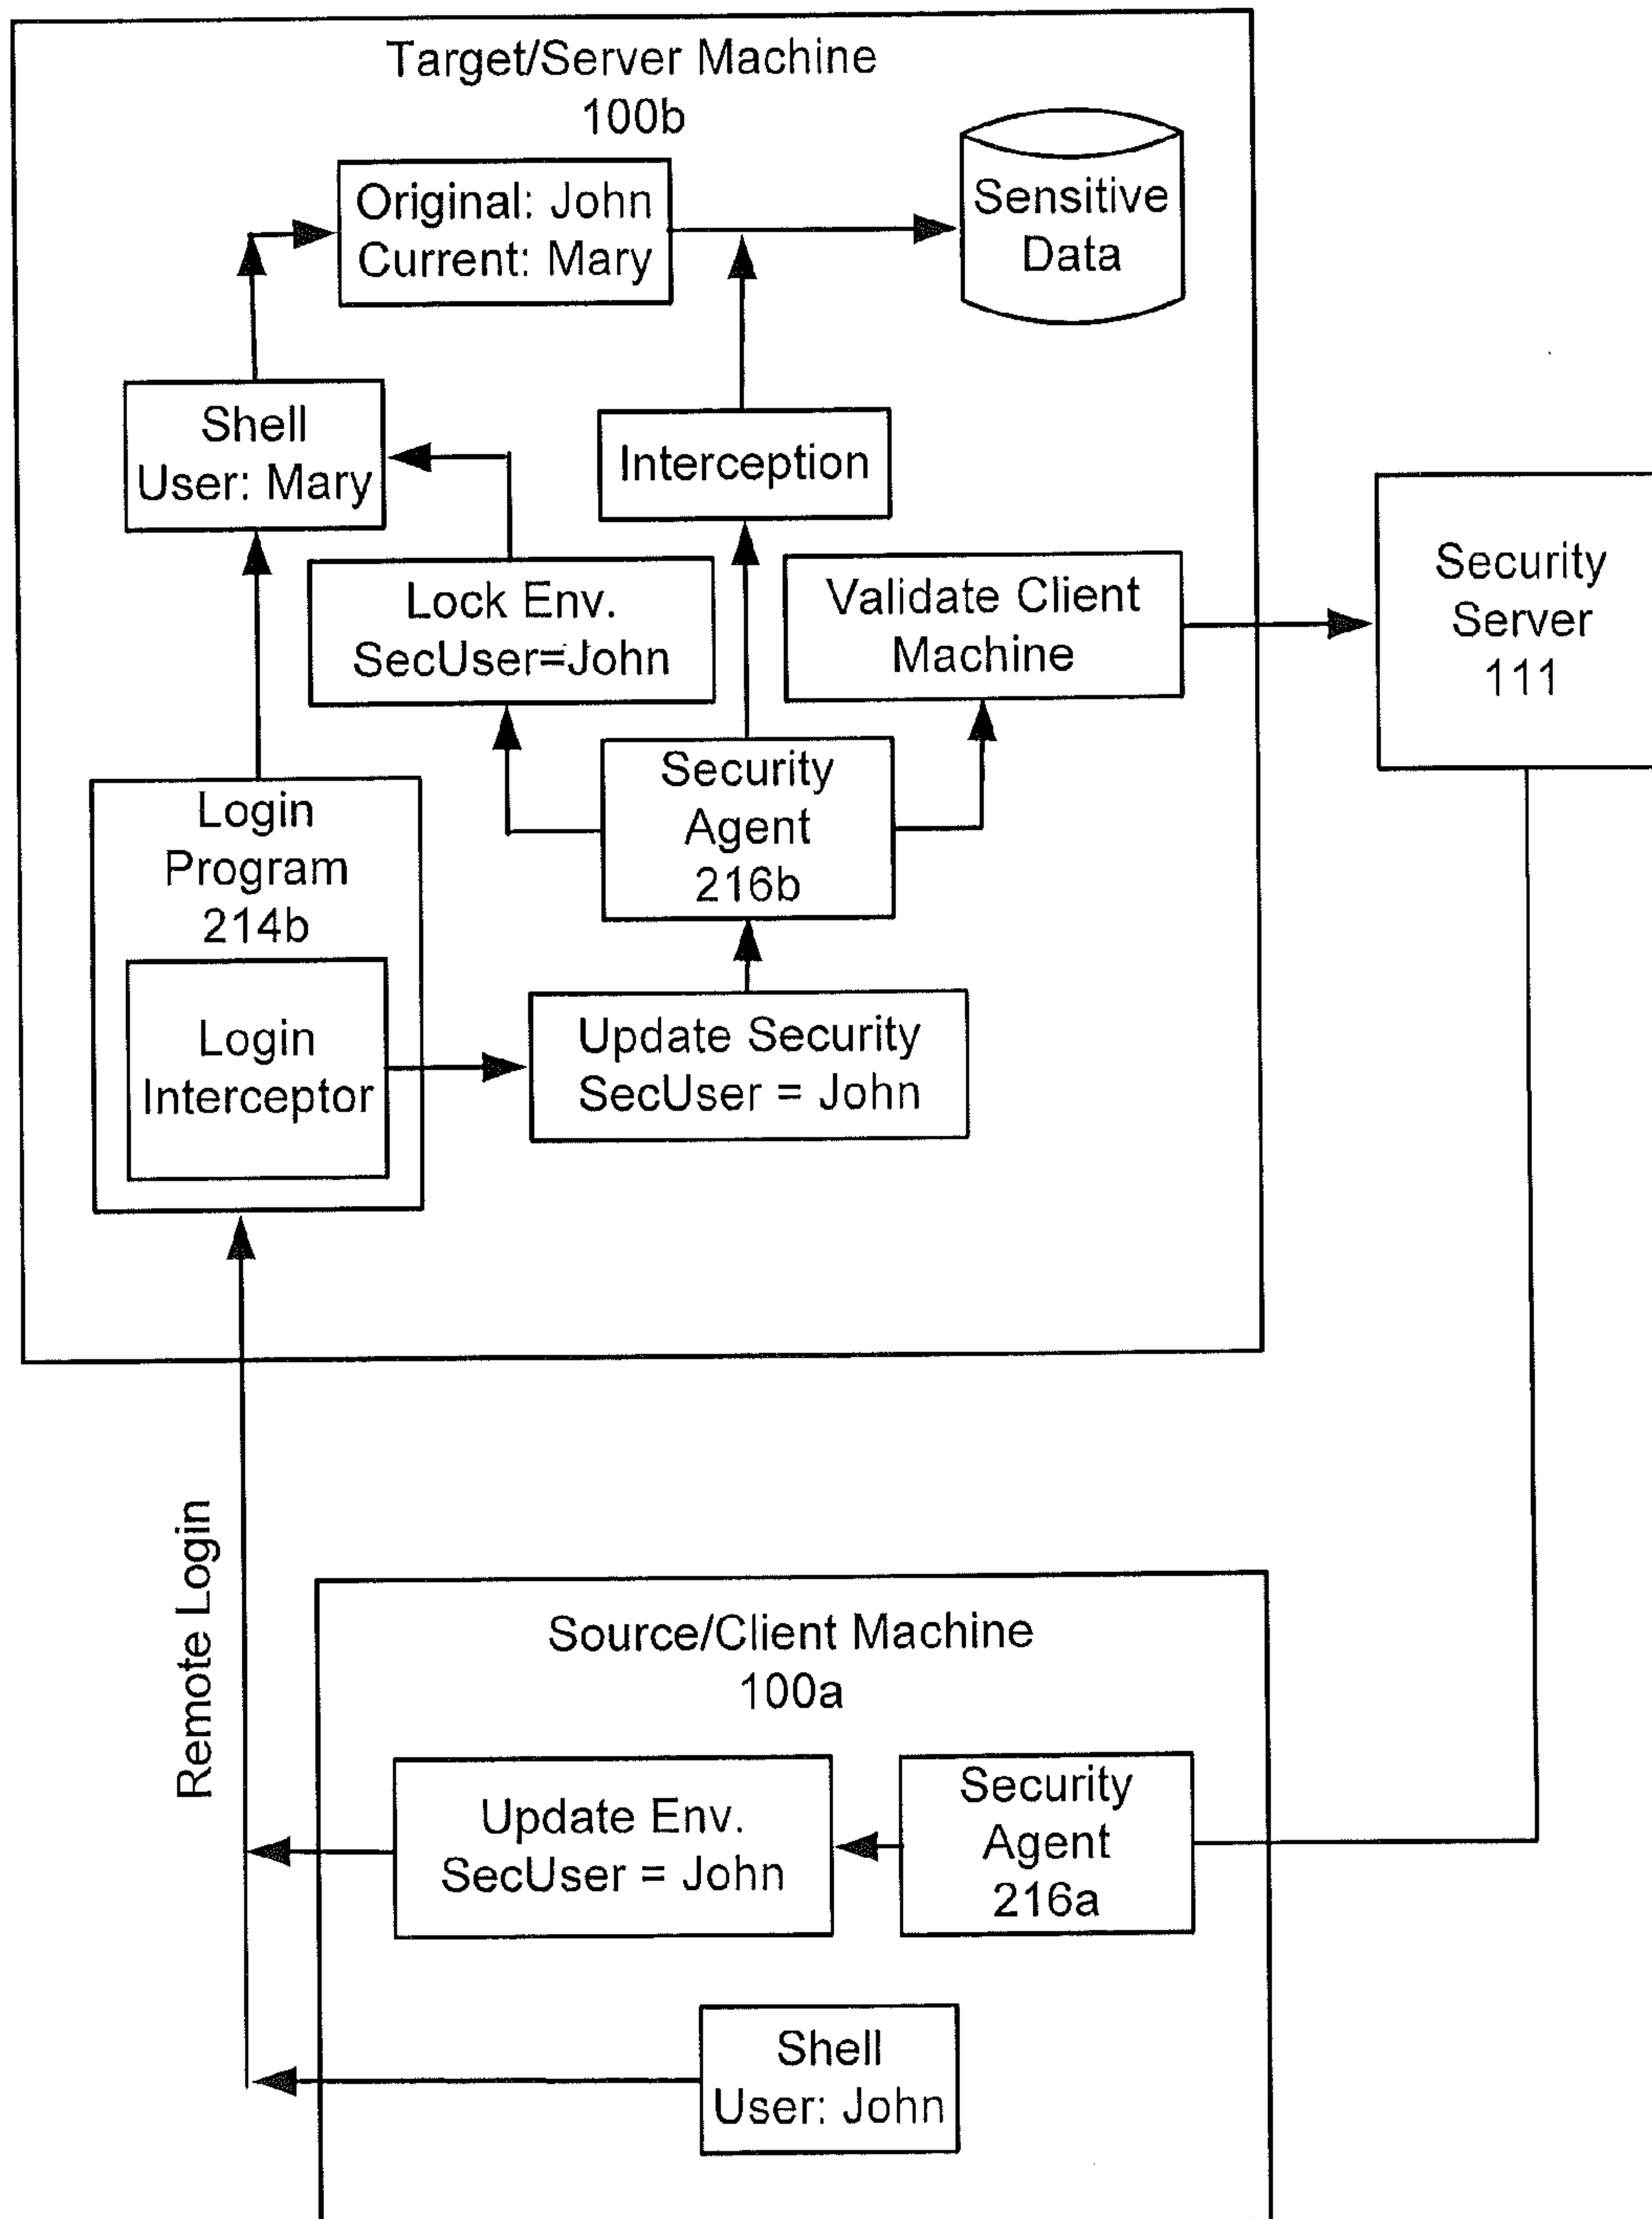 Target/Server Machine
100b
Original: John
Current: Mary
Sensitive
Data
Shell
User: Mary
Interception
Lock Env.
SecUser=John
Validate Client
Machine
Security
Server
111
Security
Agent
216b
Login
Program
214b
Login
Interceptor
Update Security
SecUser = John
Remote Login
Source/Client Machine
100a
Update Env.
SecUser = John
Security
Agent
216a
Shell
User: John